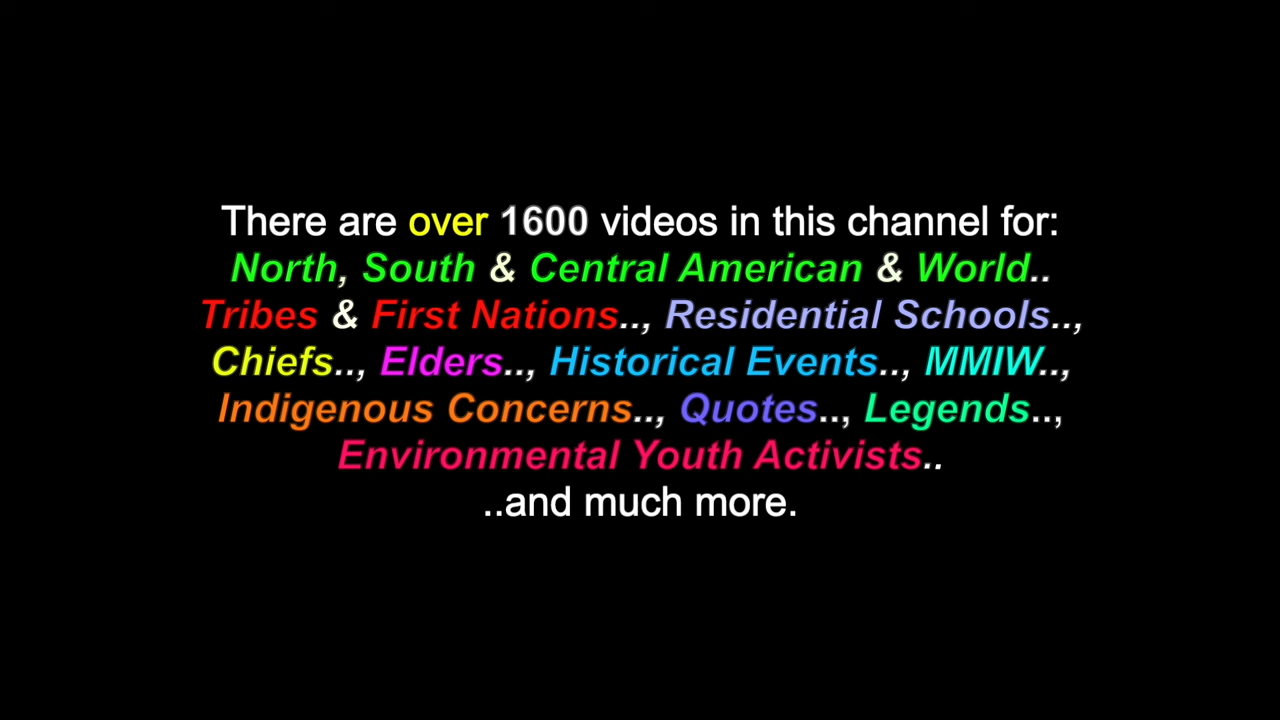 There are over 1600 videos in this channel for:
North, South & Central American & World..
Tribes & First Nations.., Residential Schools..,
Chiefs.., Elders.., Historical Events.., MMIW..,
Indigenous Concerns.., Quotes.., Legends..,
Environmental Youth Activists..
..and much more.